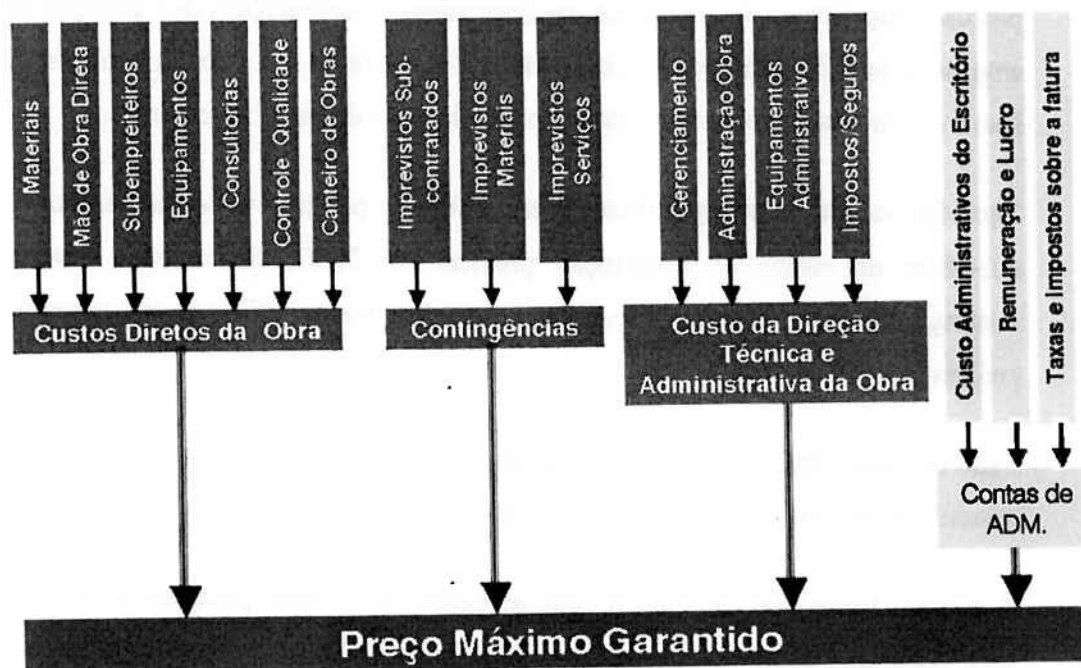 Materiais
Mão de Obra Direta
Subempreiteiros
Equipamentos
Consultorias
Controle Qualidade
Canteiro de Obras
Custos Diretos da Obra
Imprevistos Sub-
contratados
Imprevistos
Materiais
Imprevistos
Serviços
Contingências
Gerenciamento
Administração Obra
Equipamentos
Administrativo
Impostos/Seguros
Custo da Direção
Técnica e
Administrativa da Obra
Custo Administrativos do Escritório
Remuneração e Lucro
Taxas e Impostos sobre a fatura
Contas de
ADM.
Preço Máximo Garantido